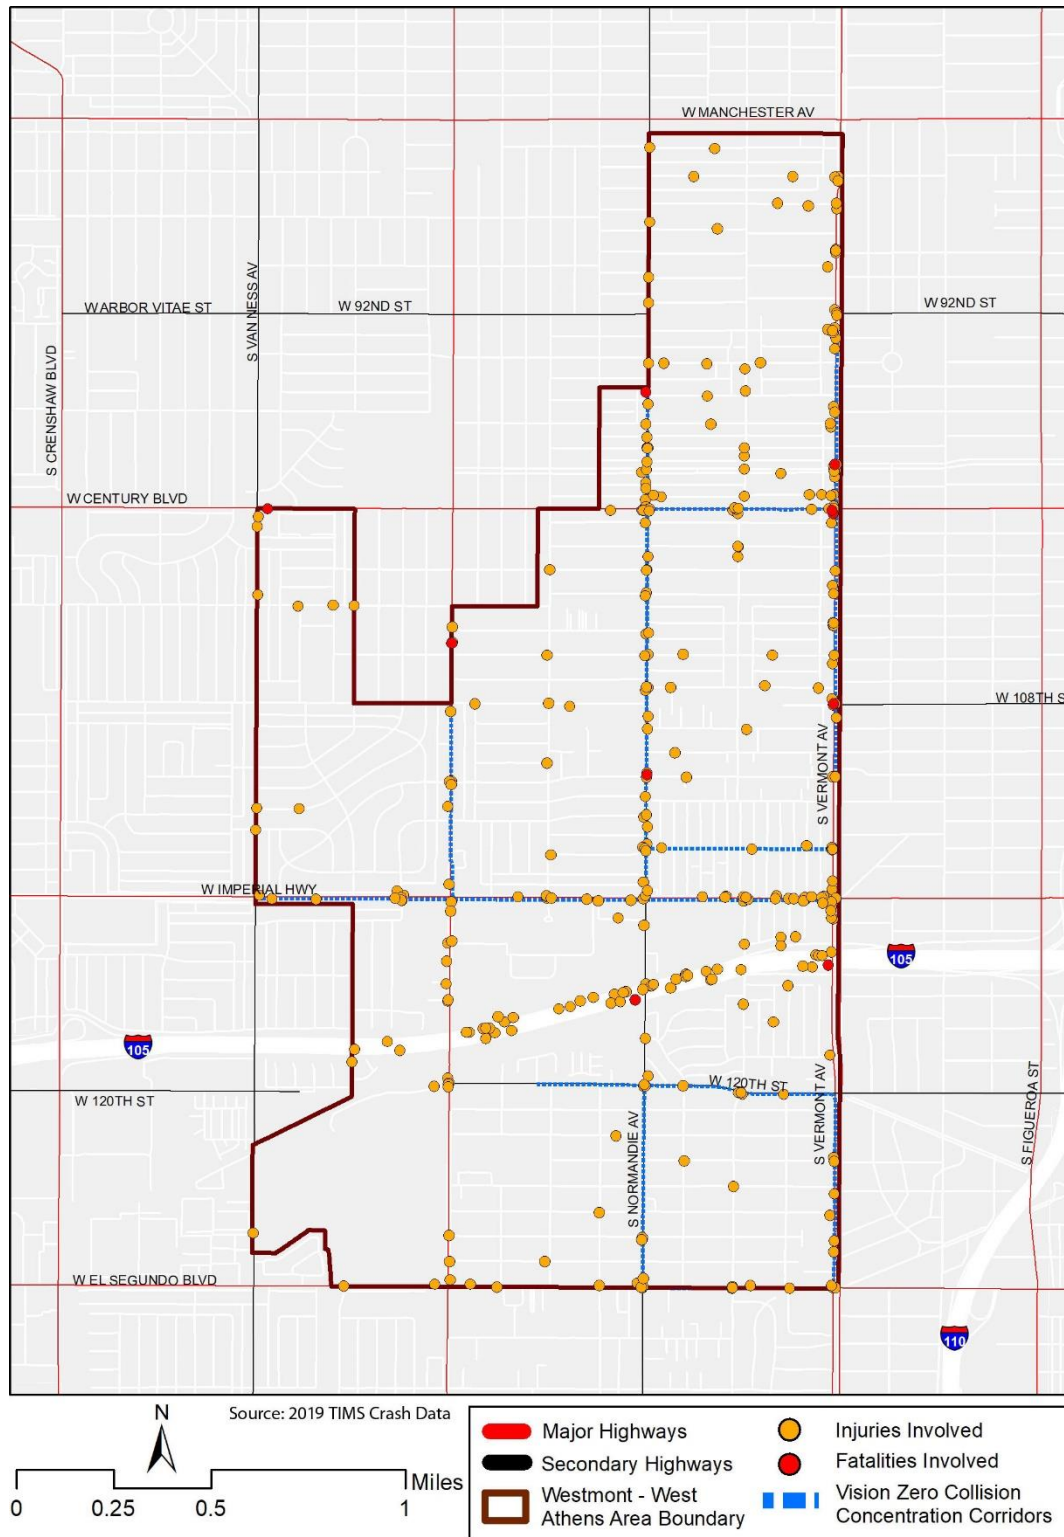 W MANCHESTER AV
S VAN NESS AV
W ARBOR VITAE ST
W 92ND ST
W 92ND ST
S CRENSHAW BLVD
W CENTURY BLVD
W 108TH S
S VERMONT AV
W IMPERIAL HWY
105
105
W 120TH ST
W 120TH ST
S NORMANDIE AV
S VERMONT AV
S FIGUEROA ST
W EL SEGUNDO BLVD
110
N
Source: 2019 TIMS Crash Data
Miles
0 0.25 0.5 1
Major Highways
Secondary Highways
Westmont - West
Athens Area Boundary
Injuries Involved
Fatalities Involved
Vision Zero Collision
Concentration Corridors